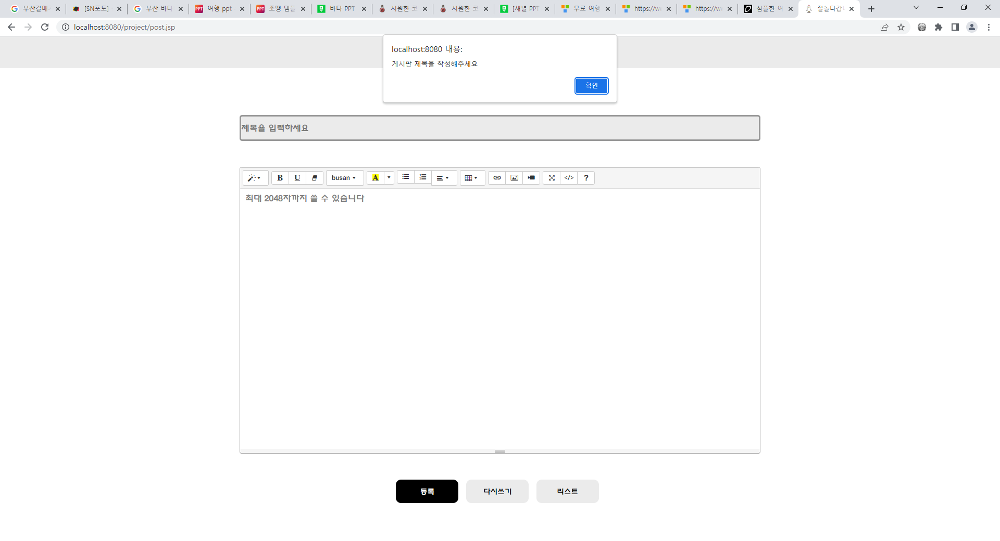 부산갈매
[SN포토]
부산 바다
여행 ppt
조땡 템플
바다 PPT
시원한 코
시원한 코
[새별 PPT
무료 여행
https://w
https://w
심플한 여
잘놀다갑
localhost:8080/project/post.jsp
localhost:8080 내용:
게시판 제목을 작성해주세요
확인
제목을 입력하세요
B U busan A </> ?
최대 2048자까지 쓸 수 있습니다
등록 다시쓰기 리스트